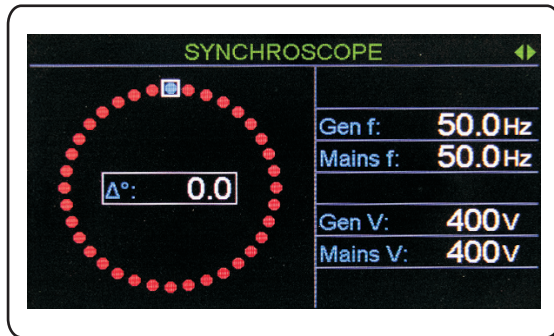 SYNCHROSCOPE
Δ°: 0.0
Gen f: 50.0Hz
Mains f: 50.0Hz
Gen V: 400V
Mains V: 400V